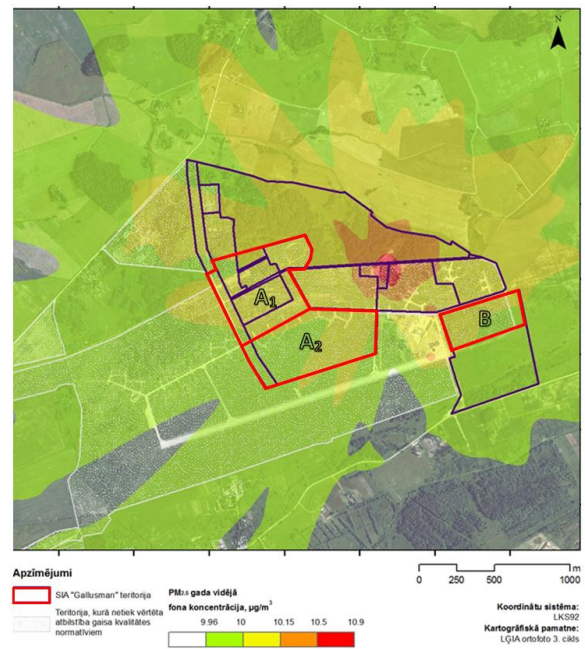 N
A1
A2
B
Apzīmējumi
SIA "Gallusman" teritorija
Teritorija, kurā netiek vērtēta
atbilstība gaisa kvalitātes
normatīviem
PM2.5 gada vidējā
fona koncentrācija, µg/m³
9.96 10 10.15 10.5 10.9
0 250 500 1000
m
Koordinātu sistēma:
LKS92
Kartogrāfiskā pamatne:
LĢIA ortofoto 3. cikls